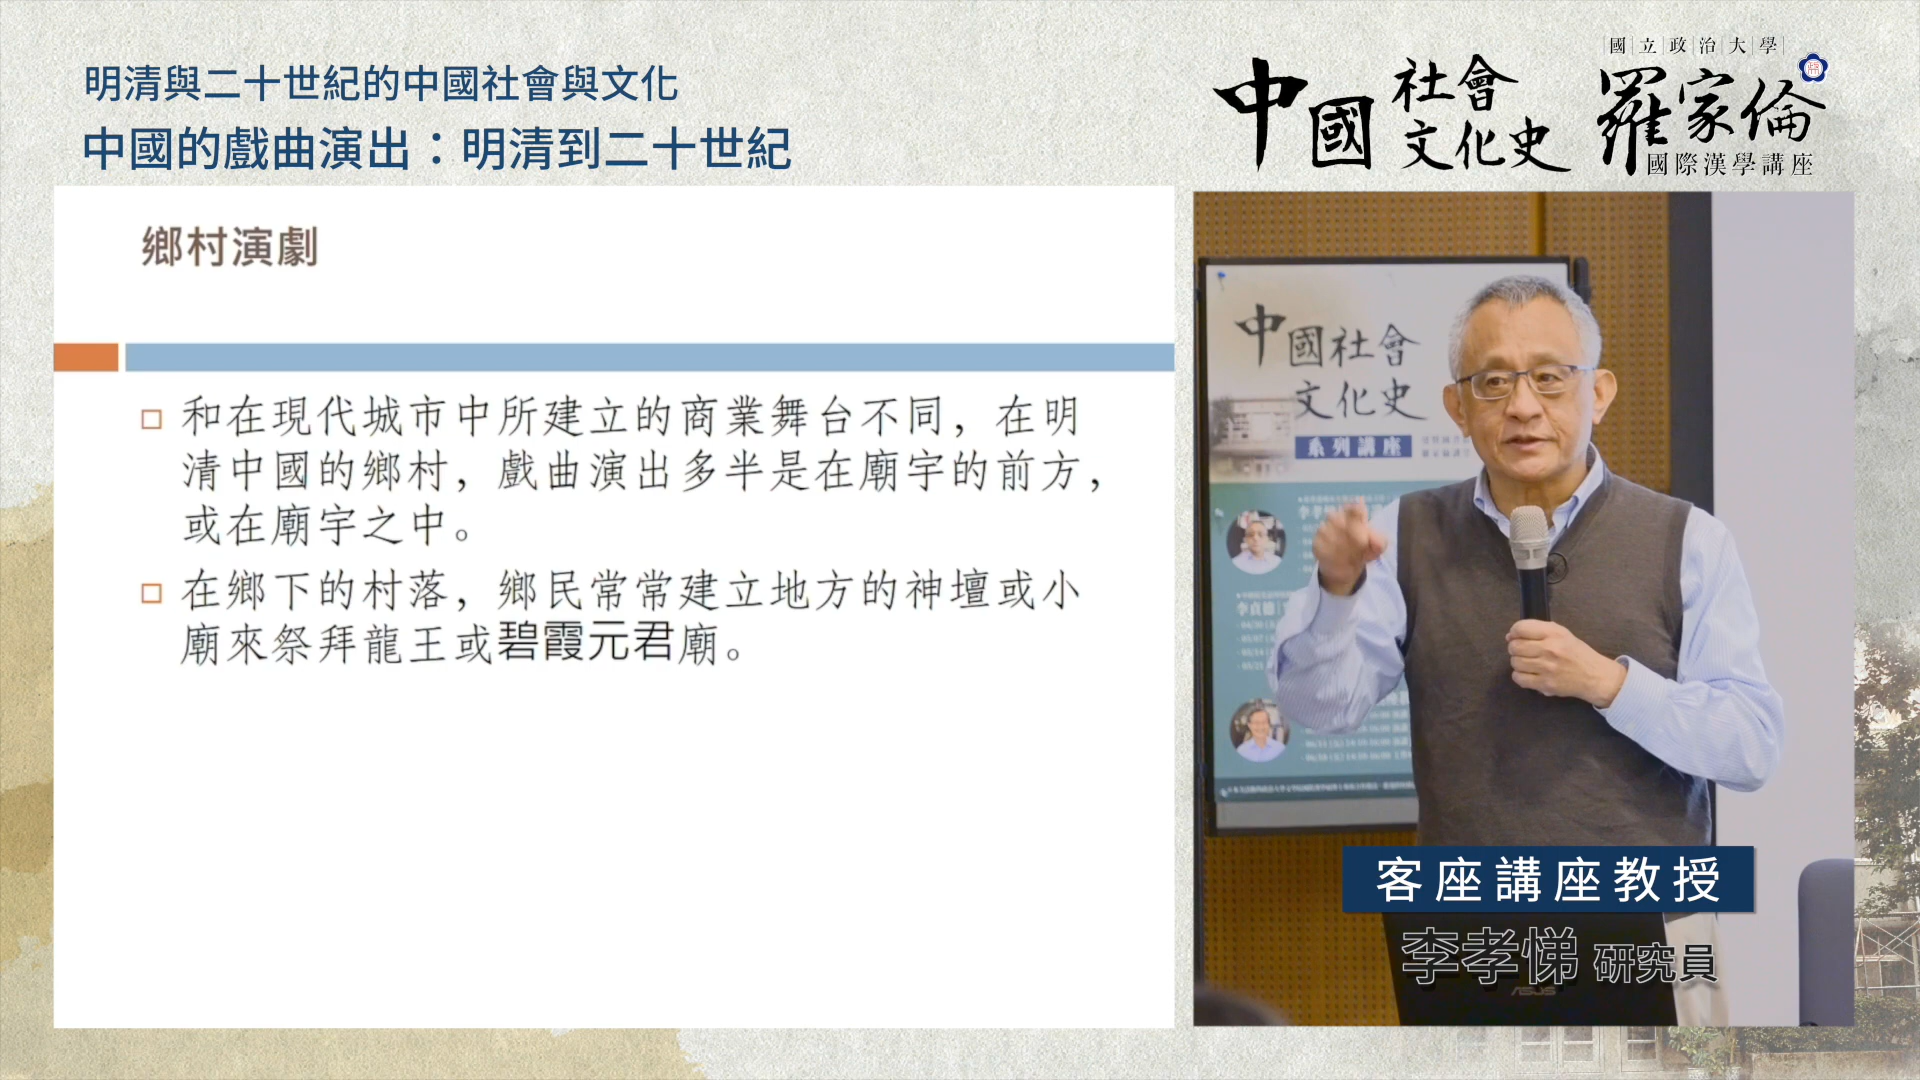 明清與二十世紀的中國社會與文化
中國的戲曲演出：明清到二十世紀
中國社會文化史
國立政治大學
羅家倫
國際漢學講座
鄉村演劇
和在現代城市中所建立的商業舞台不同，在明
清中國的鄉村，戲曲演出多半是在廟宇的前方，
或在廟宇之中。
在鄉下的村落，鄉民常常建立地方的神壇或小
廟來祭拜龍王或碧霞元君廟。
中國社會
文化史
系列講座
客座講座教授
李孝悌 研究員
ASUS